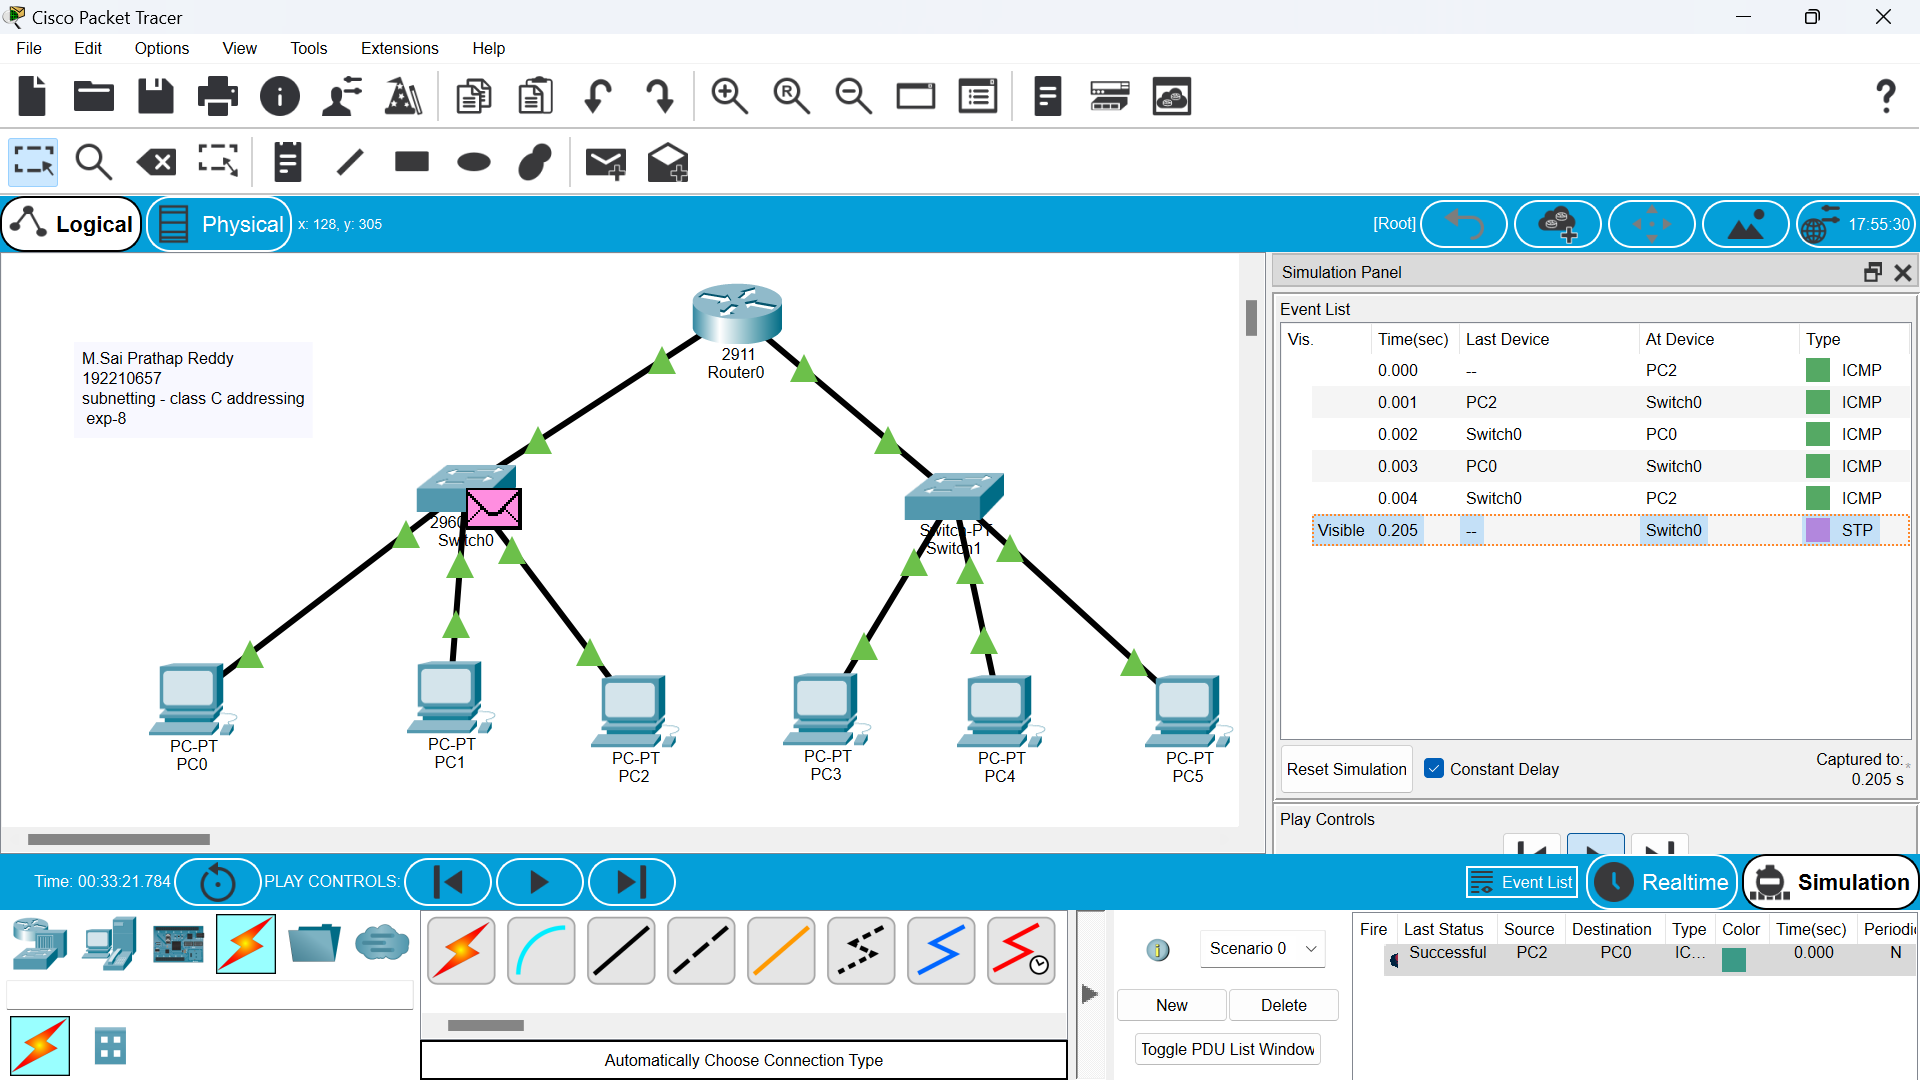 Cisco Packet Tracer
File Edit Options View Tools Extensions Help
Logical Physical x: 128, y: 305 [Root] 17:55:30
M.Sai Prathap Reddy
192210657
subnetting - class C addressing
exp-8
2911
Router0
2960
Switch0
Switch-PT
Switch1
PC-PT
PC0
PC-PT
PC1
PC-PT
PC2
PC-PT
PC3
PC-PT
PC4
PC-PT
PC5
Simulation Panel
Event List
Vis. Time(sec) Last Device At Device Type
0.000 -- PC2 ICMP
0.001 PC2 Switch0 ICMP
0.002 Switch0 PC0 ICMP
0.003 PC0 Switch0 ICMP
0.004 Switch0 PC2 ICMP
Visible 0.205 -- Switch0 STP
Reset Simulation Constant Delay Captured to: *
0.205 s
Play Controls
Time: 00:33:21.784 PLAY CONTROLS: Event List Realtime Simulation
Scenario 0
New Delete
Toggle PDU List Window
Automatically Choose Connection Type
Fire Last Status Source Destination Type Color Time(sec) Periodic
Successful PC2 PC0 IC... 0.000 N